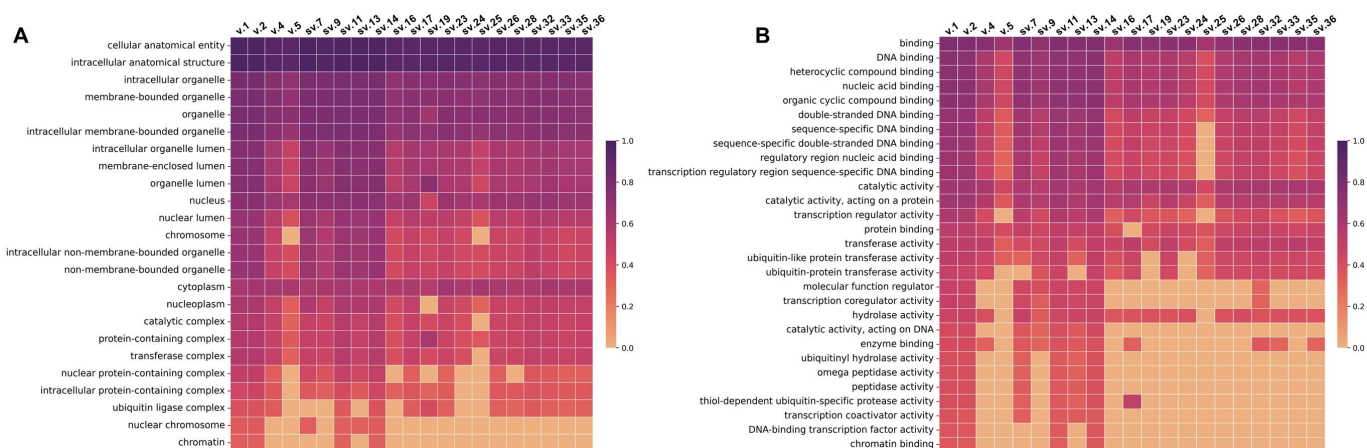 A
v.1 v.2 v.4 v.5 sv.7 sv.9 sv.11 sv.13 sv.14 sv.16 sv.17 sv.19 sv.23 sv.24 sv.25 sv.26 sv.28 sv.32 sv.33 sv.35 sv.36
cellular anatomical entity
intracellular anatomical structure
intracellular organelle
membrane-bounded organelle
organelle
intracellular membrane-bounded organelle
intracellular organelle lumen
membrane-enclosed lumen
organelle lumen
nucleus
nuclear lumen
chromosome
intracellular non-membrane-bounded organelle
non-membrane-bounded organelle
cytoplasm
nucleoplasm
catalytic complex
protein-containing complex
transferase complex
nuclear protein-containing complex
intracellular protein-containing complex
ubiquitin ligase complex
nuclear chromosome
chromatin
1.0
0.8
0.6
0.4
0.2
0.0
B
v.1 v.2 v.4 v.5 sv.7 sv.9 sv.11 sv.13 sv.14 sv.16 sv.17 sv.19 sv.23 sv.24 sv.25 sv.26 sv.28 sv.32 sv.33 sv.35 sv.36
binding
DNA binding
heterocyclic compound binding
nucleic acid binding
organic cyclic compound binding
double-stranded DNA binding
sequence-specific DNA binding
sequence-specific double-stranded DNA binding
regulatory region nucleic acid binding
transcription regulatory region sequence-specific DNA binding
catalytic activity
catalytic activity, acting on a protein
transcription regulator activity
protein binding
transferase activity
ubiquitin-like protein transferase activity
ubiquitin-protein transferase activity
molecular function regulator
transcription coregulator activity
hydrolase activity
catalytic activity, acting on DNA
enzyme binding
ubiquitinyl hydrolase activity
omega peptidase activity
peptidase activity
thiol-dependent ubiquitin-specific protease activity
transcription coactivator activity
DNA-binding transcription factor activity
chromatin binding
1.0
0.8
0.6
0.4
0.2
0.0